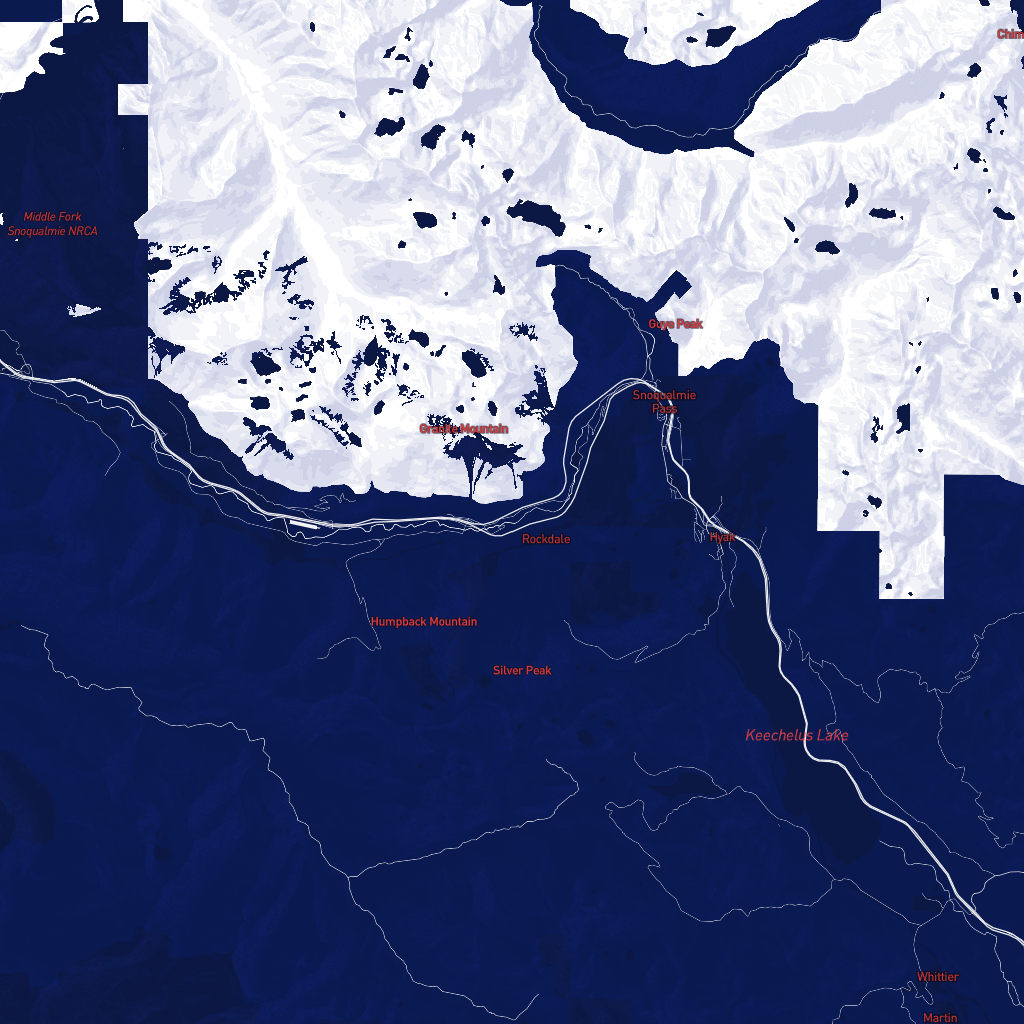 Chim
Middle Fork
Snoqualmie NRCA
Guye Peak
Snoqualmie
Pass
Granite Mountain
Rockdale
Hyak
Humpback Mountain
Silver Peak
Keechelus Lake
Whittier
Martin